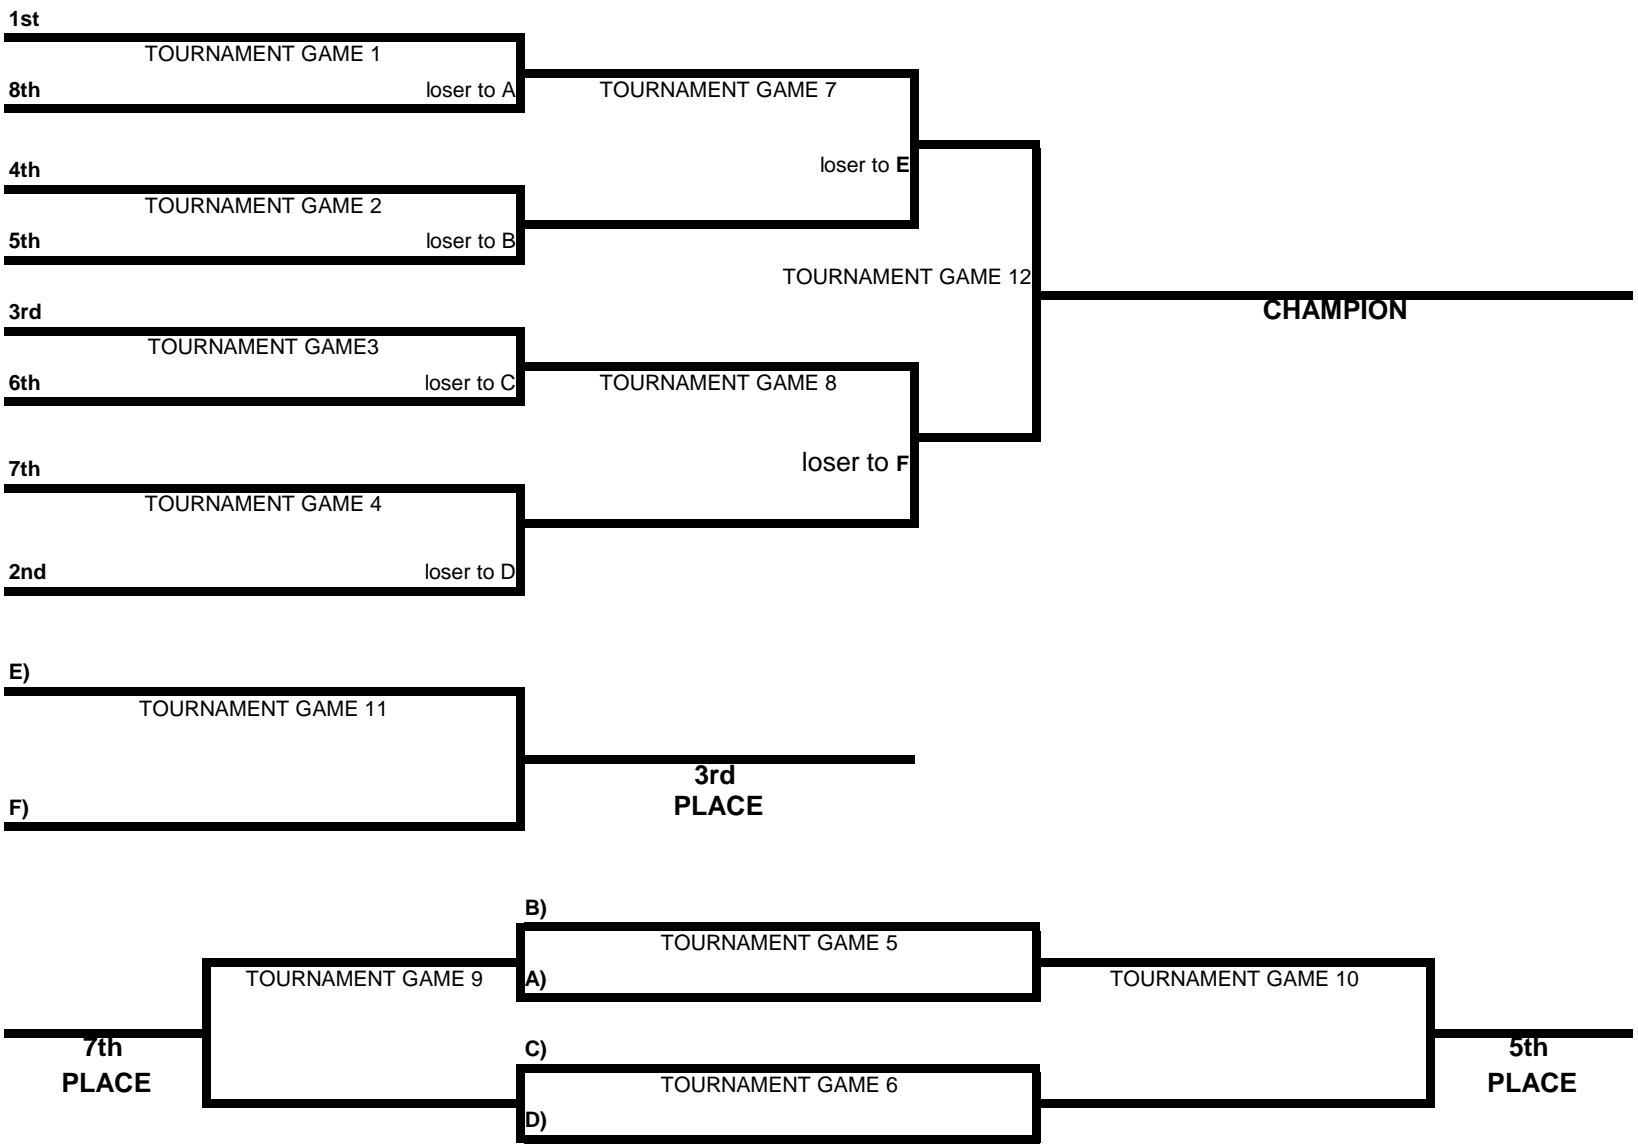 1st
TOURNAMENT GAME 1
8th loser to A TOURNAMENT GAME 7
4th loser to E
TOURNAMENT GAME 2
5th loser to B
TOURNAMENT GAME 12
3rd CHAMPION
TOURNAMENT GAME3
6th loser to C TOURNAMENT GAME 8
7th loser to F
TOURNAMENT GAME 4
2nd loser to D
E)
TOURNAMENT GAME 11
3rd
F) PLACE
B)
TOURNAMENT GAME 5
TOURNAMENT GAME 9 A) TOURNAMENT GAME 10
7th C) 5th
PLACE TOURNAMENT GAME 6 PLACE
D)